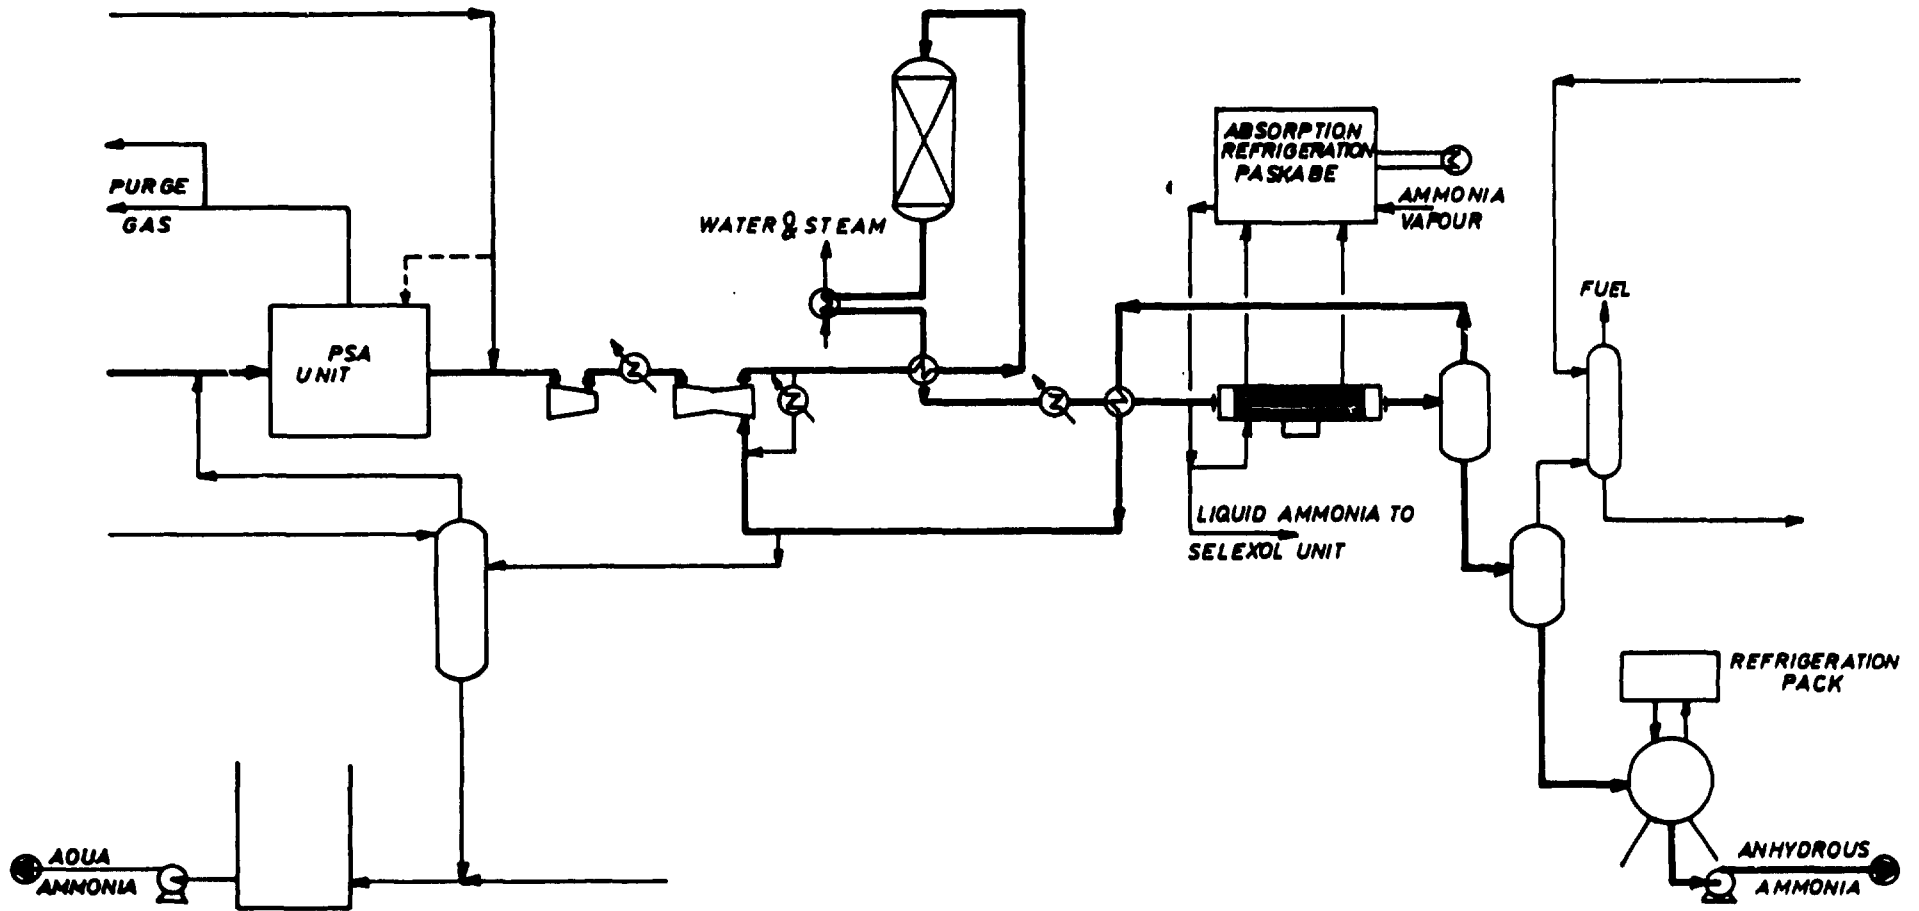 ABSORPTION
REFRIGERATION
PASKABE
PURGE
GAS
AMMONIA
VAPOUR
WATER & STEAM
FUEL
PSA
UNIT
LIQUID AMMONIA TO
SELEXOL UNIT
REFRIGERATION
PACK
AQUA
AMMONIA
ANHYDROUS
AMMONIA